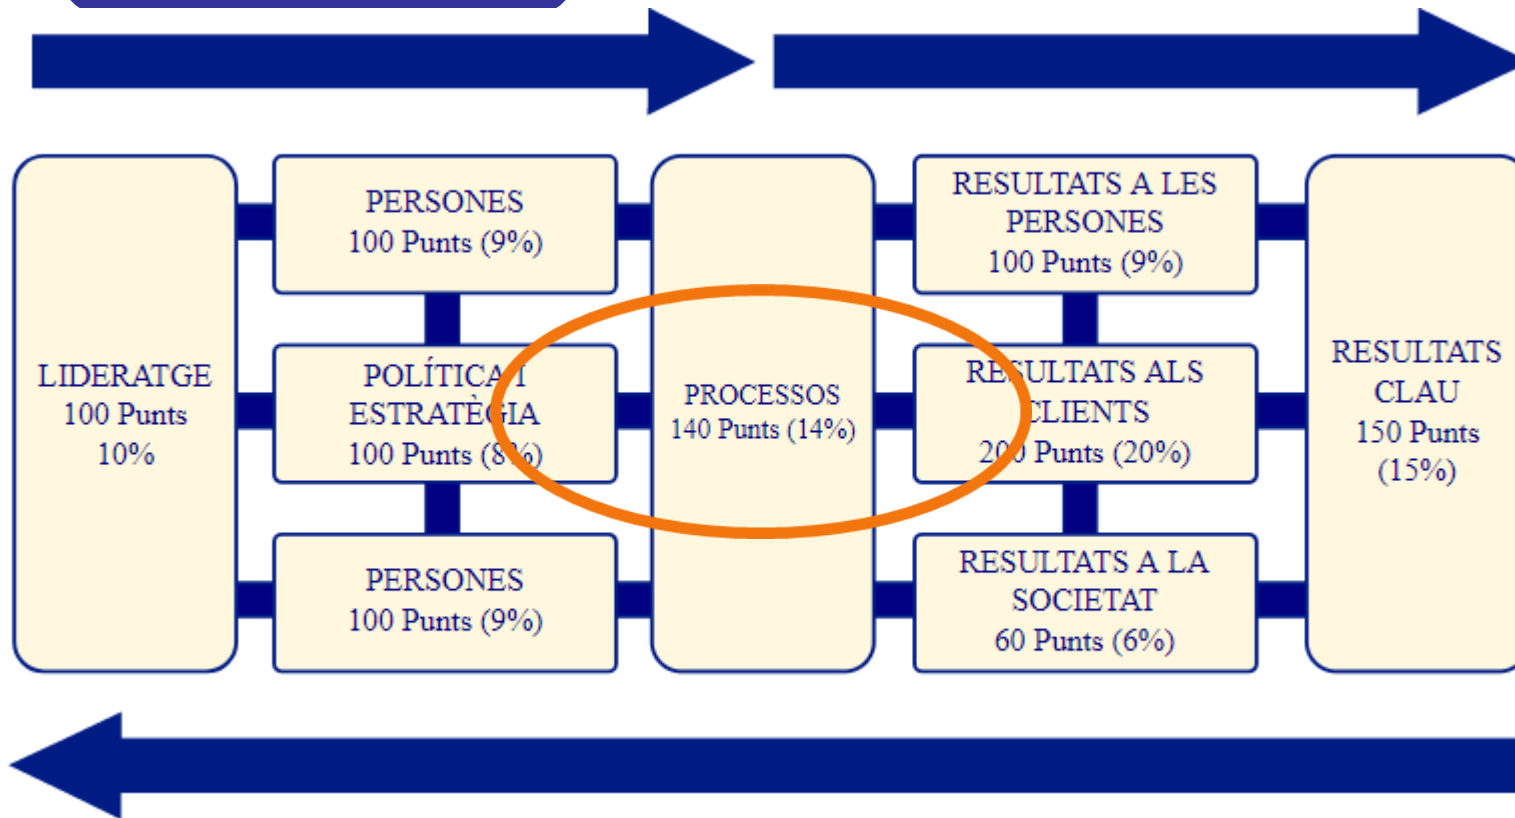 LIDERATGE
100 Punts
10%
PERSONES
100 Punts (9%)
POLÍTICA I
ESTRATÈGIA
100 Punts (8%)
PERSONES
100 Punts (9%)
PROCESSOS
140 Punts (14%)
RESULTATS A LES
PERSONES
100 Punts (9%)
RESULTATS ALS
CLIENTS
200 Punts (20%)
RESULTATS A LA
SOCIETAT
60 Punts (6%)
RESULTATS
CLAU
150 Punts
(15%)